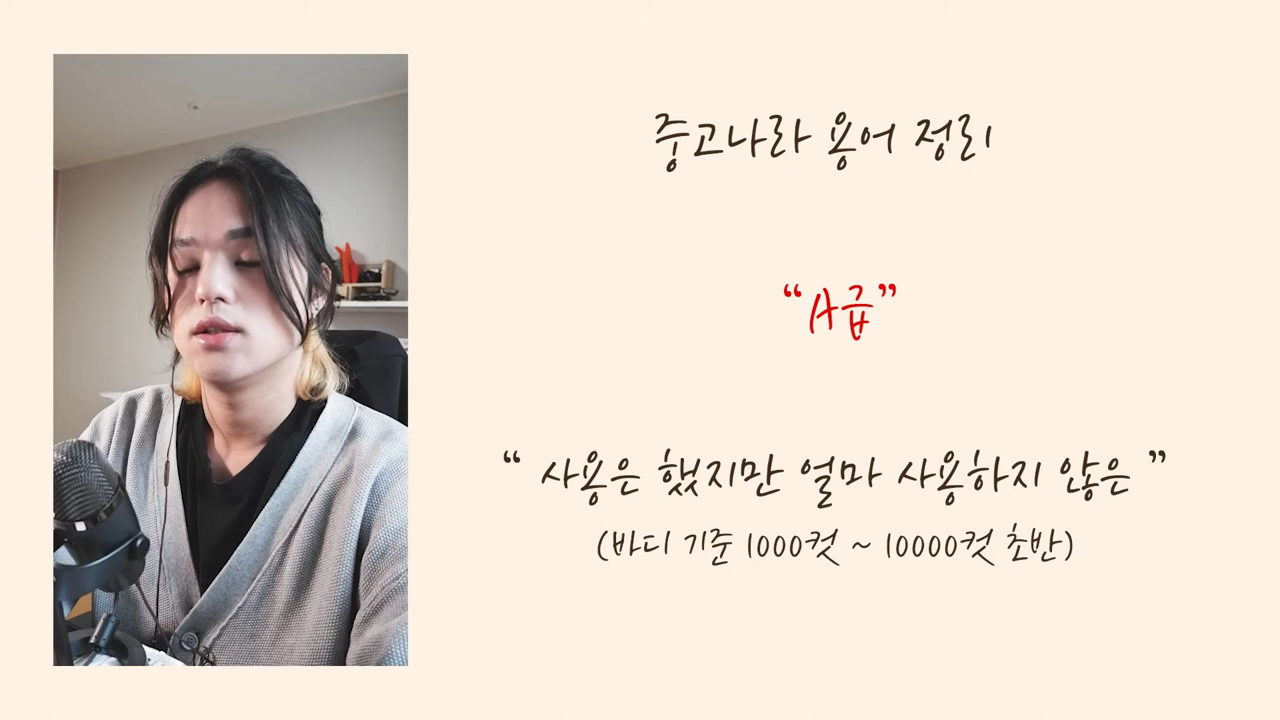 중고나라 용어 정리
“A급”
“ 사용은 했지만 얼마 사용하지 않은 ”
(바디 기준 1000컷 ~ 10000컷 초반)